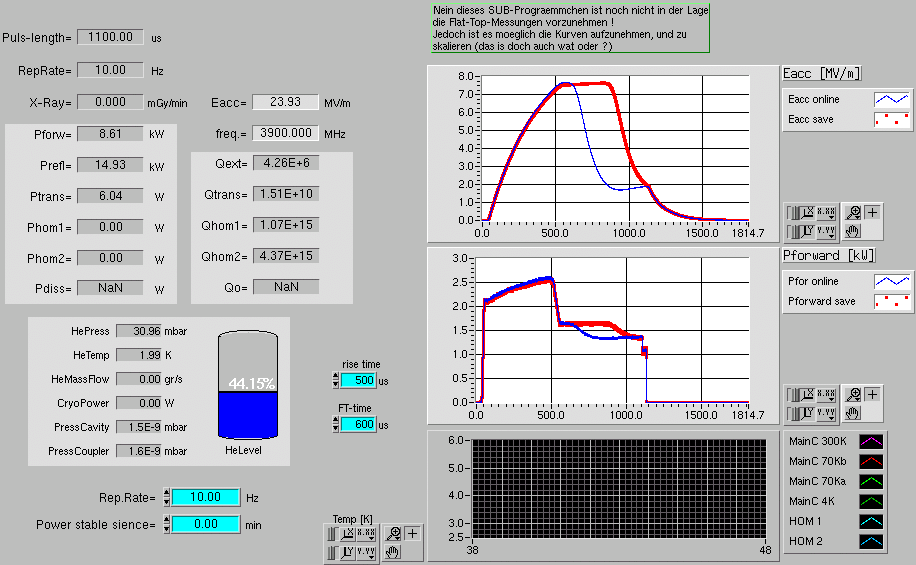 Nein dieses SUB-Prograemmchen ist noch nicht in der Lage
die Flat-Top-Messungen vorzunehmen !
Jedoch ist es moeglich die Kurven aufzunehmen, und zu
skalieren (das is doch auch wat oder ?)
Puls-length= 1100.00 us
RepRate= 10.00 Hz
X-Ray= 0.000 mGy/min
Eacc= 23.93 MV/m
Pforw= 8.61 kW
freq.= 3900.000 MHz
Prefl= 14.93 kW
Qext= 4.26E+6
Ptrans= 6.04 W
Qtrans= 1.51E+10
Phom1= 0.00 W
Qhom1= 1.07E+15
Phom2= 0.00 W
Qhom2= 4.37E+15
Pdiss= NaN W
Qo= NaN
HePress 30.96 mbar
HeTemp 1.99 K
HeMassFlow 0.00 gr/s
CryoPower 0.00 W
PressCavity 1.5E-9 mbar
PressCoupler 1.6E-9 mbar
44.15%
HeLevel
rise time
500 us
FT-time
600 us
Rep.Rate= 10.00 Hz
Power stable sience= 0.00 min
Eacc [MV/m]
Eacc online
Eacc save
8.0
7.0
6.0
5.0
4.0
3.0
2.0
1.0
0.0
0.0 500.0 1000.0 1814.7
X.XX
Y.YY
Pforward [kW]
Pfor online
Pforward save
3.0
2.5
2.0
1.5
1.0
0.5
0.0
0.0 500.0 1000.0 1814.7
X.XX
Y.YY
Temp [K]
X.XX
Y.YY
6.0
5.0
4.0
3.0
2.5
38 48
MainC 300K
MainC 70Kb
MainC 70Ka
MainC 4K
HOM 1
HOM 2